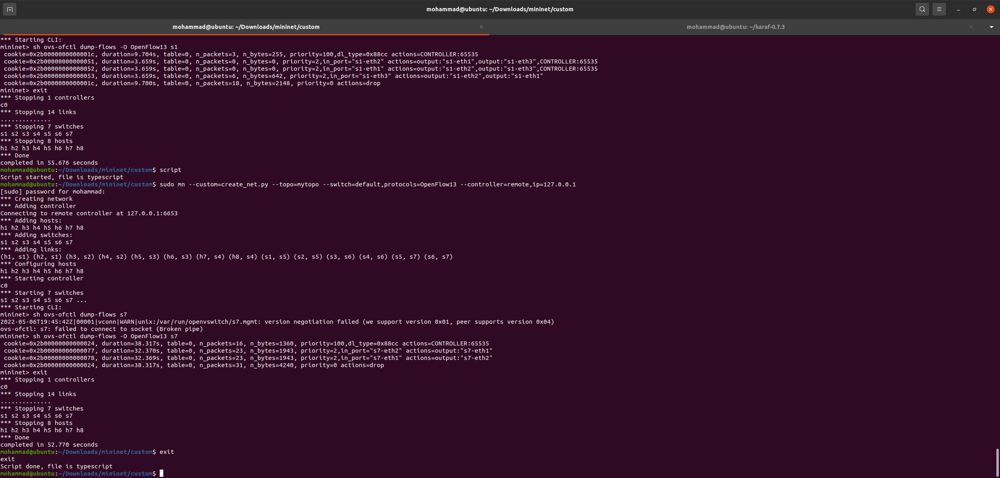 mohammad@ubuntu: ~/Downloads/mininet/custom
mohammad@ubuntu: ~/Downloads/mininet/custom
mohammad@ubuntu: ~/karaf-0.7.3
*** Starting CLI:
mininet> sh ovs-ofctl dump-flows -O OpenFlow13 s1
 cookie=0x2b0000000000001c, duration=9.704s, table=0, n_packets=3, n_bytes=255, priority=100,dl_type=0x88cc actions=CONTROLLER:65535
 cookie=0x2b00000000000051, duration=3.659s, table=0, n_packets=0, n_bytes=0, priority=2,in_port="s1-eth2" actions=output:"s1-eth1",output:"s1-eth3",CONTROLLER:65535
 cookie=0x2b00000000000052, duration=3.659s, table=0, n_packets=0, n_bytes=0, priority=2,in_port="s1-eth1" actions=output:"s1-eth2",output:"s1-eth3",CONTROLLER:65535
 cookie=0x2b00000000000053, duration=3.659s, table=0, n_packets=6, n_bytes=642, priority=2,in_port="s1-eth3" actions=output:"s1-eth2",output:"s1-eth1"
 cookie=0x2b0000000000001c, duration=9.700s, table=0, n_packets=18, n_bytes=2148, priority=0 actions=drop
mininet> exit
*** Stopping 1 controllers
c0
*** Stopping 14 links
..............
*** Stopping 7 switches
s1 s2 s3 s4 s5 s6 s7
*** Stopping 8 hosts
h1 h2 h3 h4 h5 h6 h7 h8
*** Done
completed in 55.676 seconds
mohammad@ubuntu:~/Downloads/mininet/custom$ script
Script started, file is typescript
mohammad@ubuntu:~/Downloads/mininet/custom$ sudo mn --custom=create_net.py --topo=mytopo --switch=default,protocols=OpenFlow13 --controller=remote,ip=127.0.0.1
[sudo] password for mohammad:
*** Creating network
*** Adding controller
Connecting to remote controller at 127.0.0.1:6653
*** Adding hosts:
h1 h2 h3 h4 h5 h6 h7 h8
*** Adding switches:
s1 s2 s3 s4 s5 s6 s7
*** Adding links:
(h1, s1) (h2, s1) (h3, s2) (h4, s2) (h5, s3) (h6, s3) (h7, s4) (h8, s4) (s1, s5) (s2, s5) (s3, s6) (s4, s6) (s5, s7) (s6, s7)
*** Configuring hosts
h1 h2 h3 h4 h5 h6 h7 h8
*** Starting controller
c0
*** Starting 7 switches
s1 s2 s3 s4 s5 s6 s7 ...
*** Starting CLI:
mininet> sh ovs-ofctl dump-flows s7
2022-05-06T19:45:42Z|00001|vconn|WARN|unix:/var/run/openvswitch/s7.mgmt: version negotiation failed (we support version 0x01, peer supports version 0x04)
ovs-ofctl: s7: failed to connect to socket (Broken pipe)
mininet> sh ovs-ofctl dump-flows -O OpenFlow13 s7
 cookie=0x2b00000000000024, duration=38.317s, table=0, n_packets=16, n_bytes=1360, priority=100,dl_type=0x88cc actions=CONTROLLER:65535
 cookie=0x2b00000000000077, duration=32.370s, table=0, n_packets=23, n_bytes=1943, priority=2,in_port="s7-eth2" actions=output:"s7-eth1"
 cookie=0x2b00000000000078, duration=32.369s, table=0, n_packets=23, n_bytes=1943, priority=2,in_port="s7-eth1" actions=output:"s7-eth2"
 cookie=0x2b00000000000024, duration=38.317s, table=0, n_packets=31, n_bytes=4240, priority=0 actions=drop
mininet> exit
*** Stopping 1 controllers
c0
*** Stopping 14 links
..............
*** Stopping 7 switches
s1 s2 s3 s4 s5 s6 s7
*** Stopping 8 hosts
h1 h2 h3 h4 h5 h6 h7 h8
*** Done
completed in 52.770 seconds
mohammad@ubuntu:~/Downloads/mininet/custom$ exit
exit
Script done, file is typescript
mohammad@ubuntu:~/Downloads/mininet/custom$